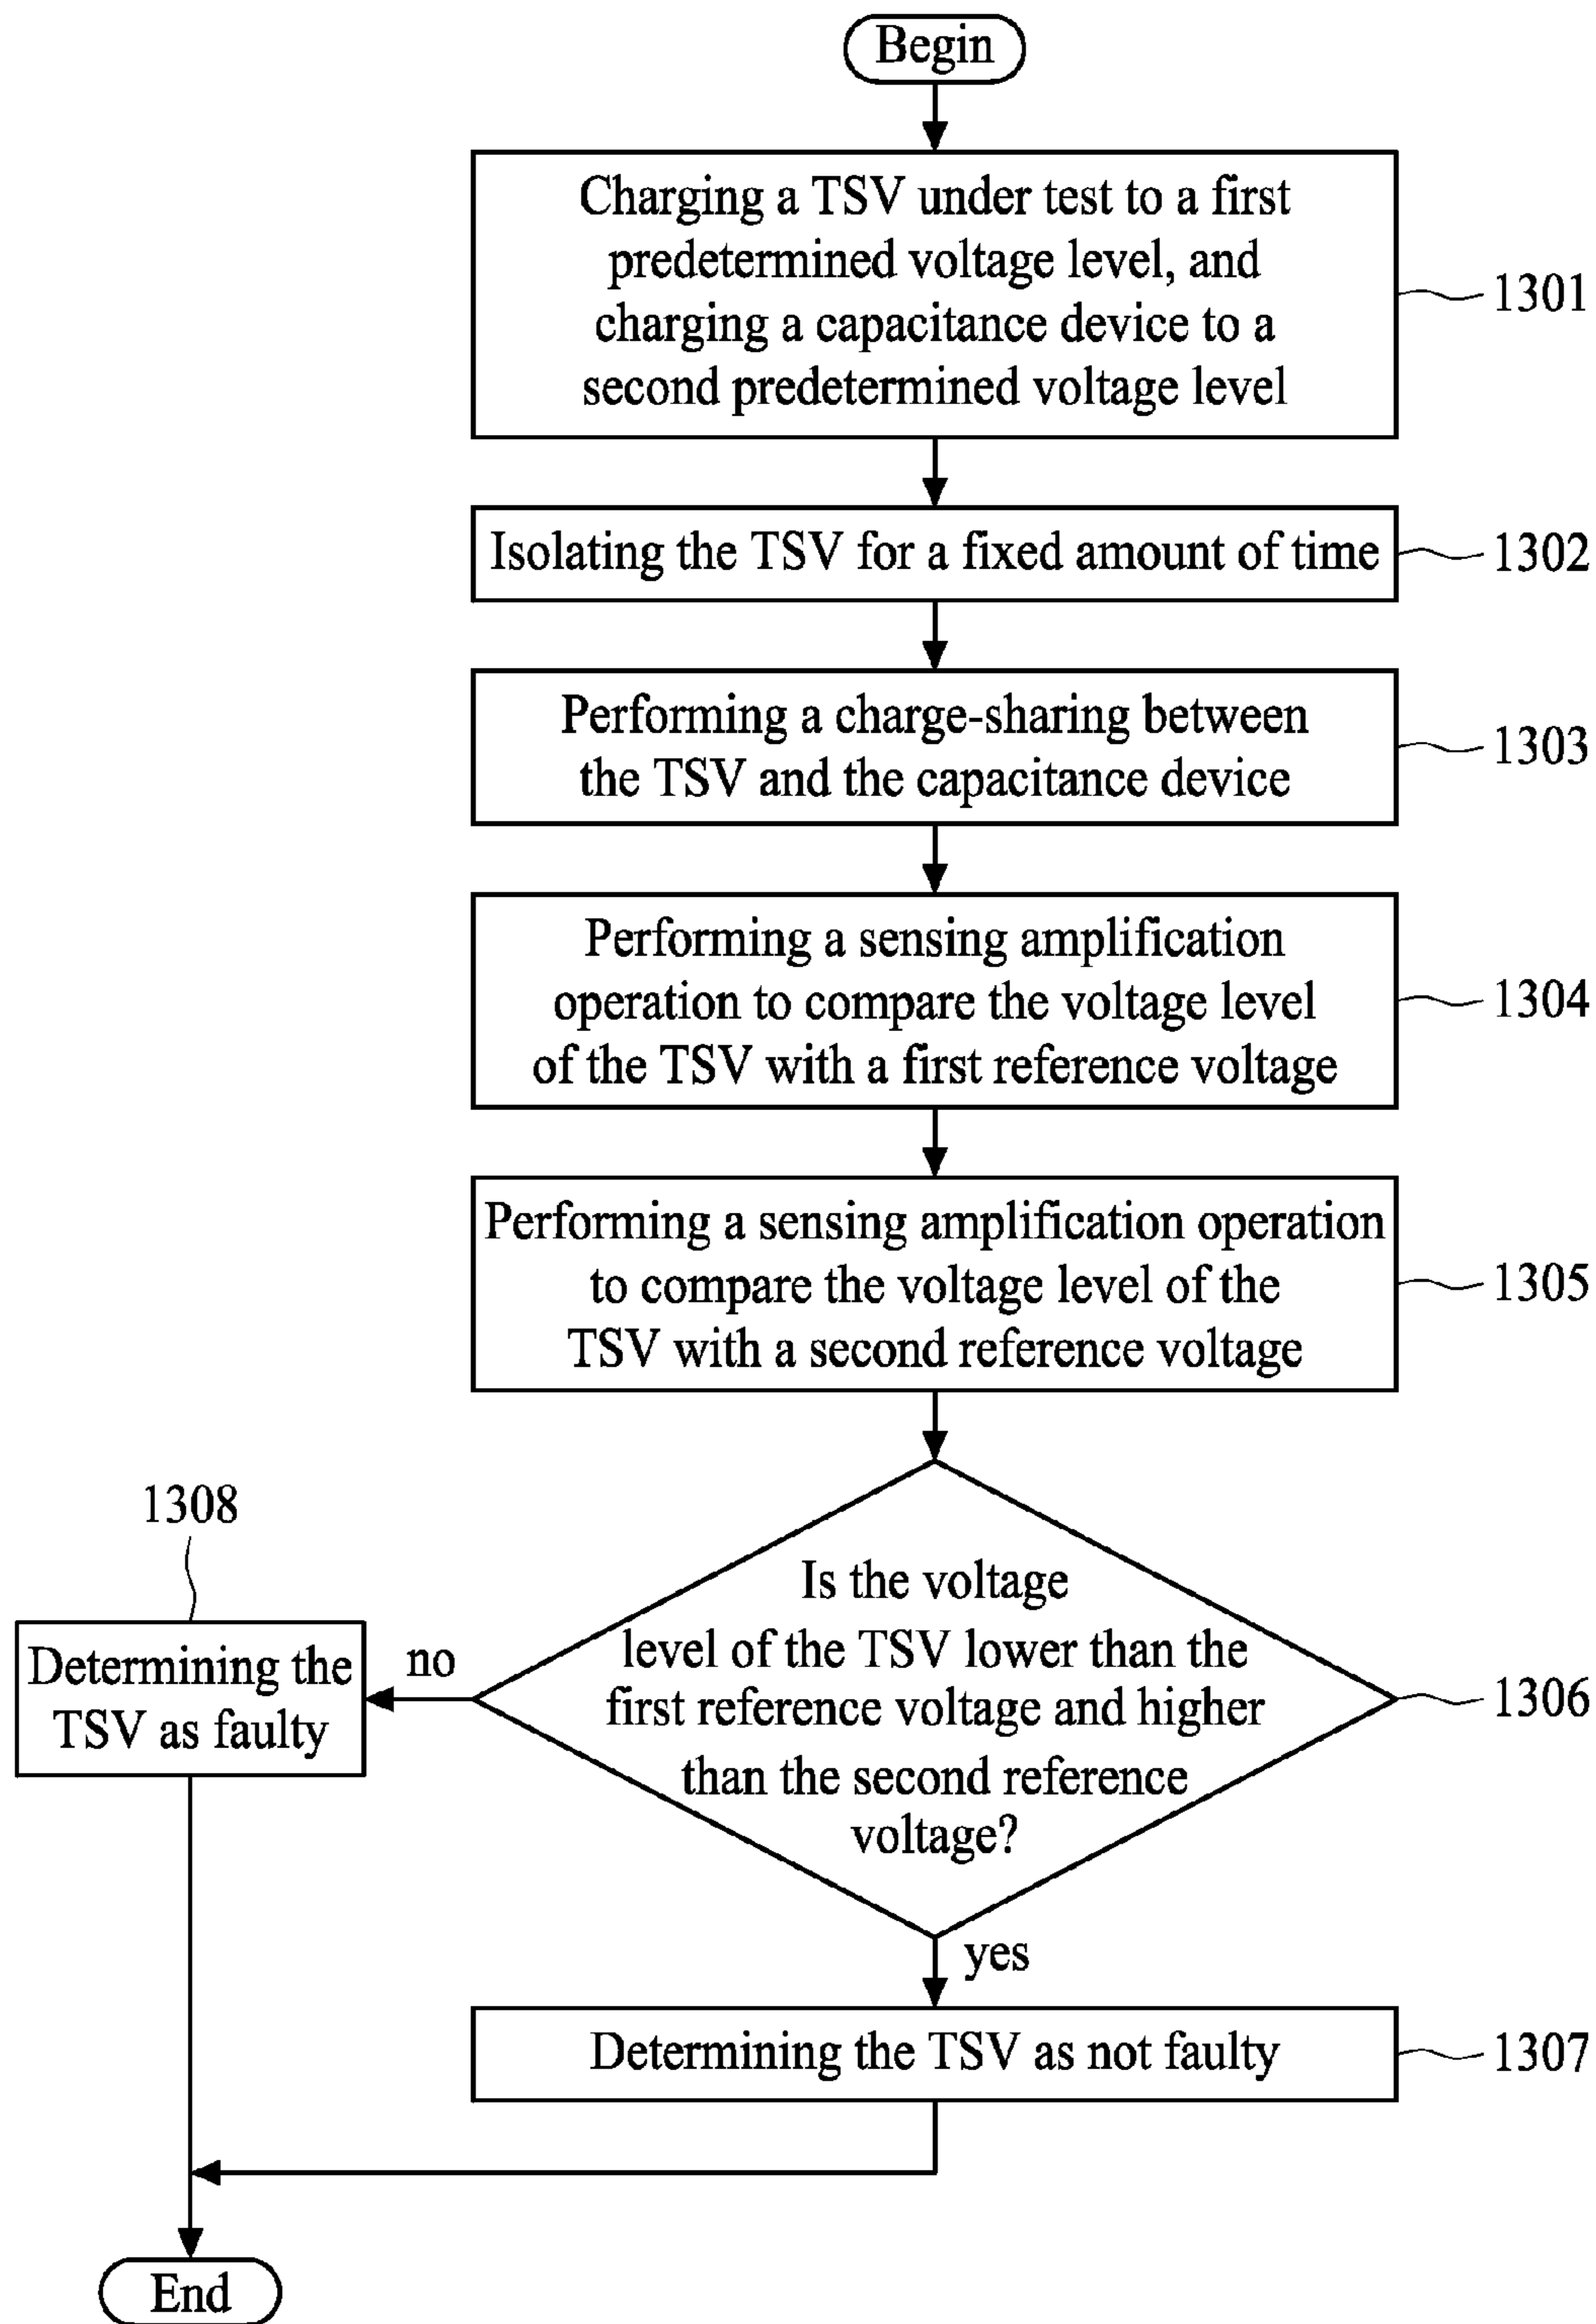 Begin
Charging a TSV under test to a first
predetermined voltage level, and
charging a capacitance device to a
second predetermined voltage level
1301
Isolating the TSV for a fixed amount of time
1302
Performing a charge-sharing between
the TSV and the capacitance device
1303
Performing a sensing amplification
operation to compare the voltage level
of the TSV with a first reference voltage
1304
Performing a sensing amplification operation
to compare the voltage level of the
TSV with a second reference voltage
1305
Is the voltage
level of the TSV lower than the
first reference voltage and higher
than the second reference
voltage?
1306
no
1308
Determining the
TSV as faulty
yes
Determining the TSV as not faulty
1307
End